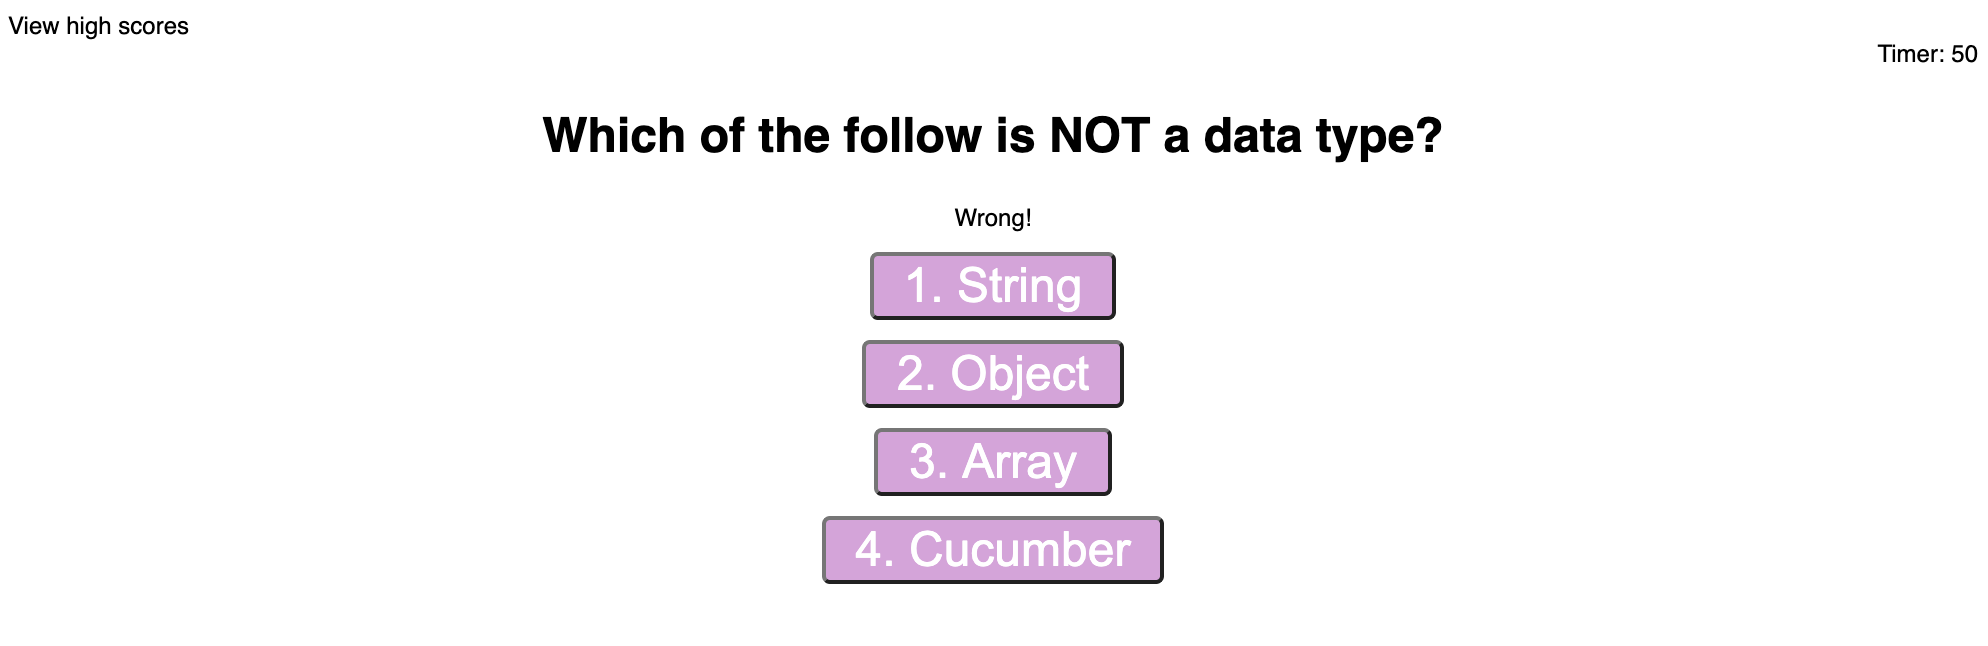 View high scores
Timer: 50
Which of the follow is NOT a data type?
Wrong!
1. String
2. Object
3. Array
4. Cucumber